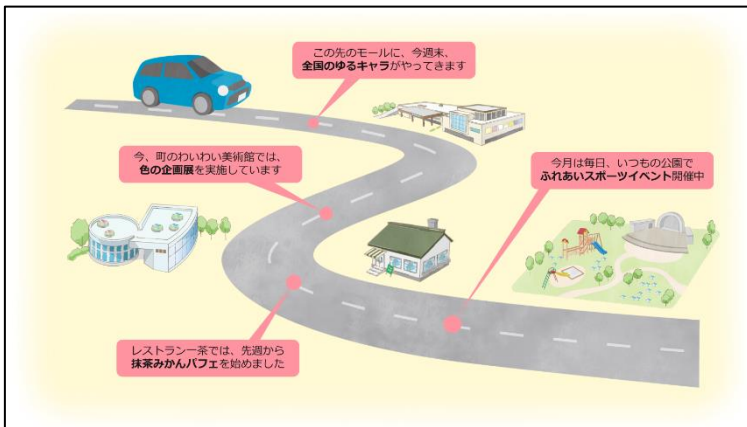 この先のモールに、今週末、
全国のゆるキャラがやってきます
今、町のわいわい美術館では、
色の企画展を実施しています
今月は毎日、いつもの公園で
ふれあいスポーツイベント開催中
レストラン一茶では、先週から
抹茶みかんパフェを始めました